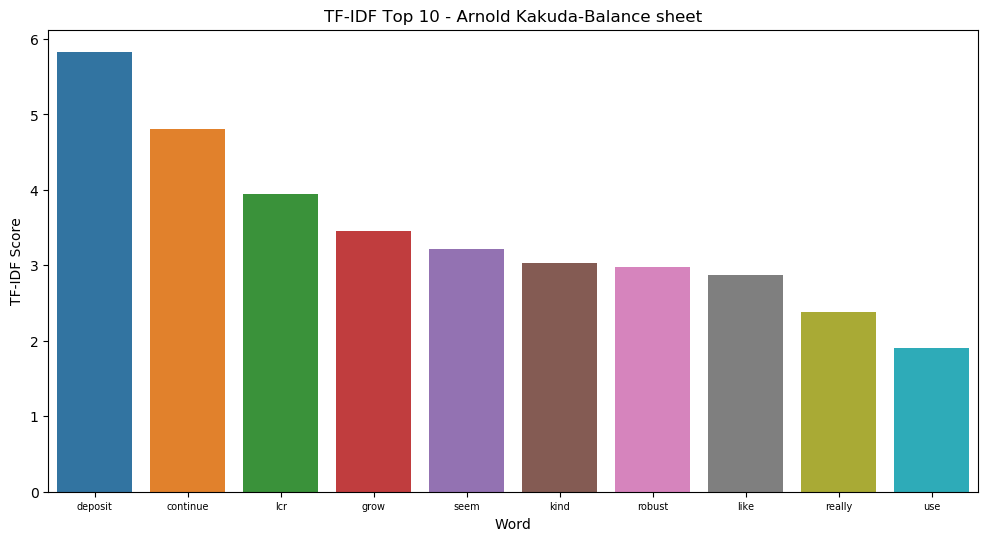 TF-IDF Top 10 - Arnold Kakuda-Balance sheet
6
5
4
3
2
1
0
TF-IDF Score
deposit continue lcr grow seem kind robust like really use
Word